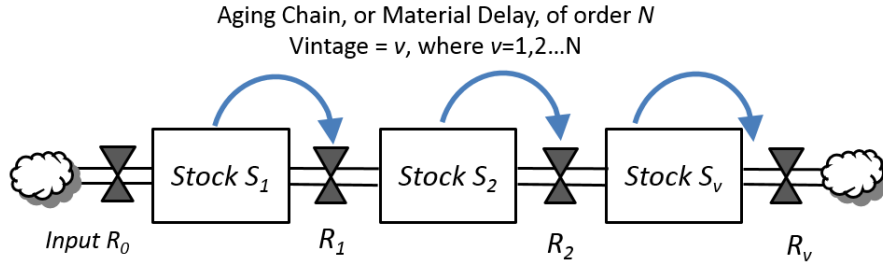 Aging Chain, or Material Delay, of order N
Vintage = v, where v=1,2…N
Stock S1
Stock S2
Stock Sv
Input R0
R1
R2
Rv